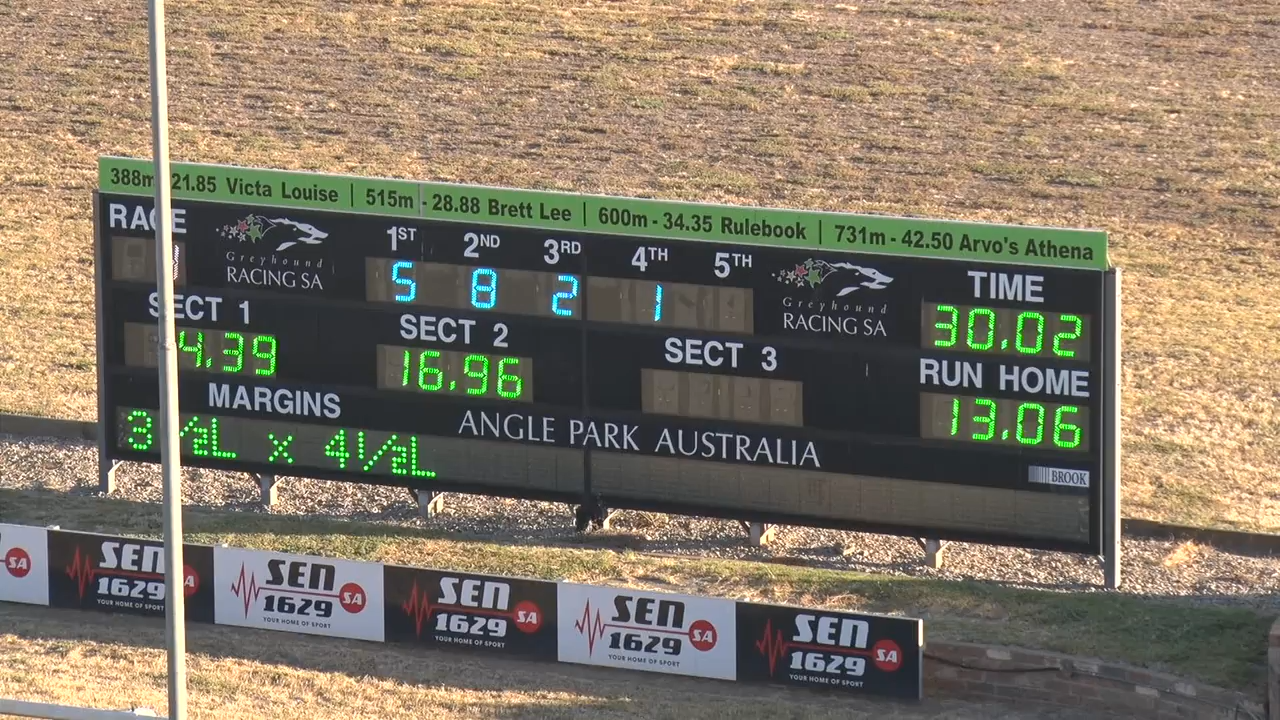 388m 21.85 Victa Louise | 515m - 28.88 Brett Lee | 600m - 34.35 Rulebook | 731m - 42.50 Arvo's Athena
RACE
Greyhound
RACING SA
1ST 2ND 3RD 4TH 5TH
5 8 2 1
Greyhound
RACING SA
TIME
30.02
SECT 1
4.39
SECT 2
16.96
SECT 3
RUN HOME
13.06
MARGINS
3 1/2L x 4 1/2L
ANGLE PARK AUSTRALIA
BROOK
SA
SEN
1629
YOUR HOME OF SPORT
SEN
1629 SA
YOUR HOME OF SPORT
SEN
1629 SA
YOUR HOME OF SPORT
SEN
1629 SA
YOUR HOME OF SPORT
SEN
1629 SA
YOUR HOME OF SPORT